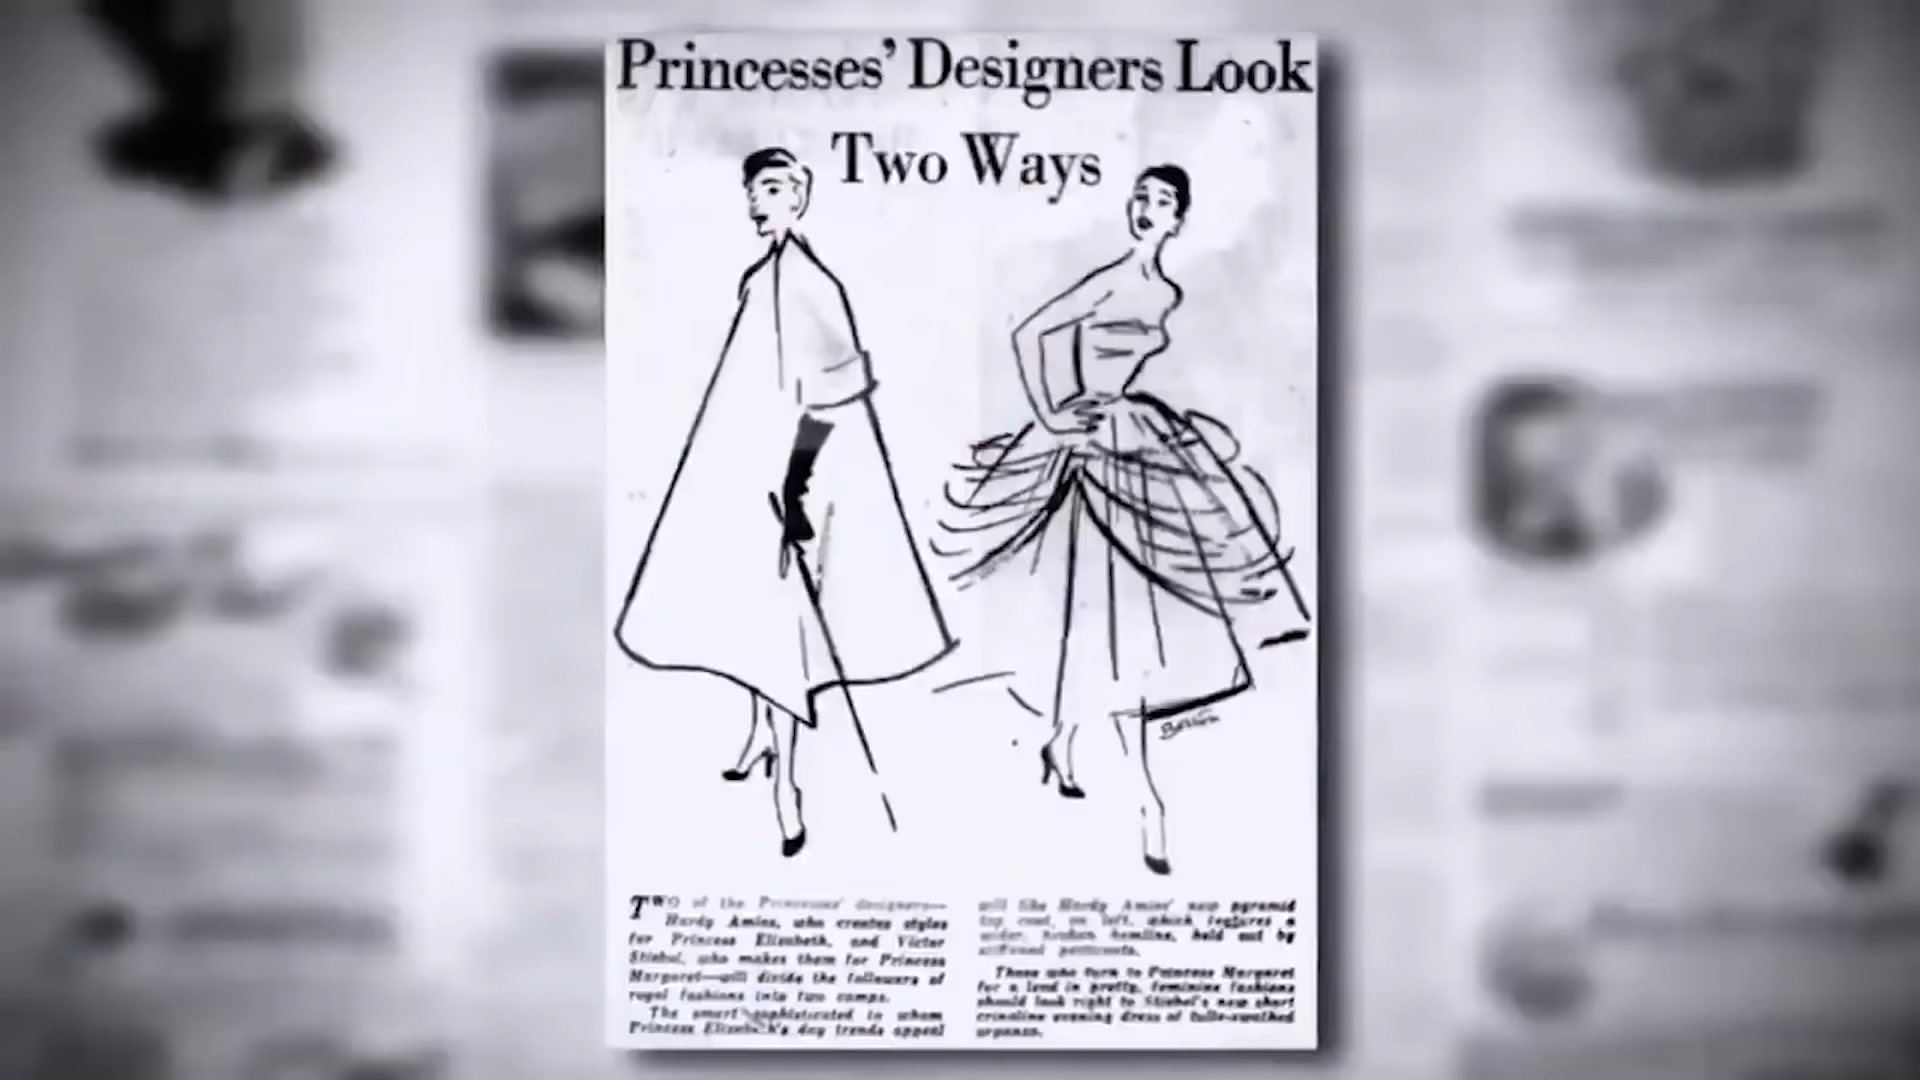 Princesses' Designers Look
Two Ways
TWO of the Princesses' designers—
Hardy Amies, who creates styles
for Princess Elizabeth, and Victor
Stiebel, who makes them for Princess
Margaret—will divide the followers of
royal fashions into two camps.
The smart sophisticated to whom
Princess Elizabeth's day trends appeal
will like Hardy Amies' new pyramid
top coat, on left, which features a
wider, broken hemline, held out by
stiffened petticoats.
Those who turn to Princess Margaret
for a lead in pretty, feminine fashions
should look right to Stiebel's new short
crinoline evening dress of tulle-swathed
organza.